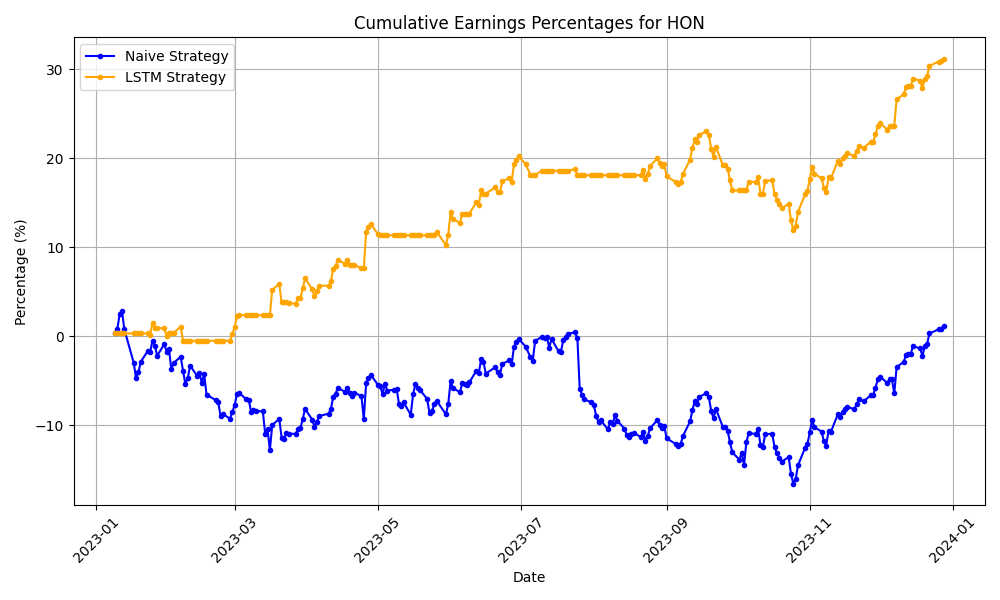 Cumulative Earnings Percentages for HON
Naive Strategy
LSTM Strategy
Percentage (%)
30
20
10
0
−10
2023-01
2023-03
2023-05
2023-07
2023-09
2023-11
2024-01
Date